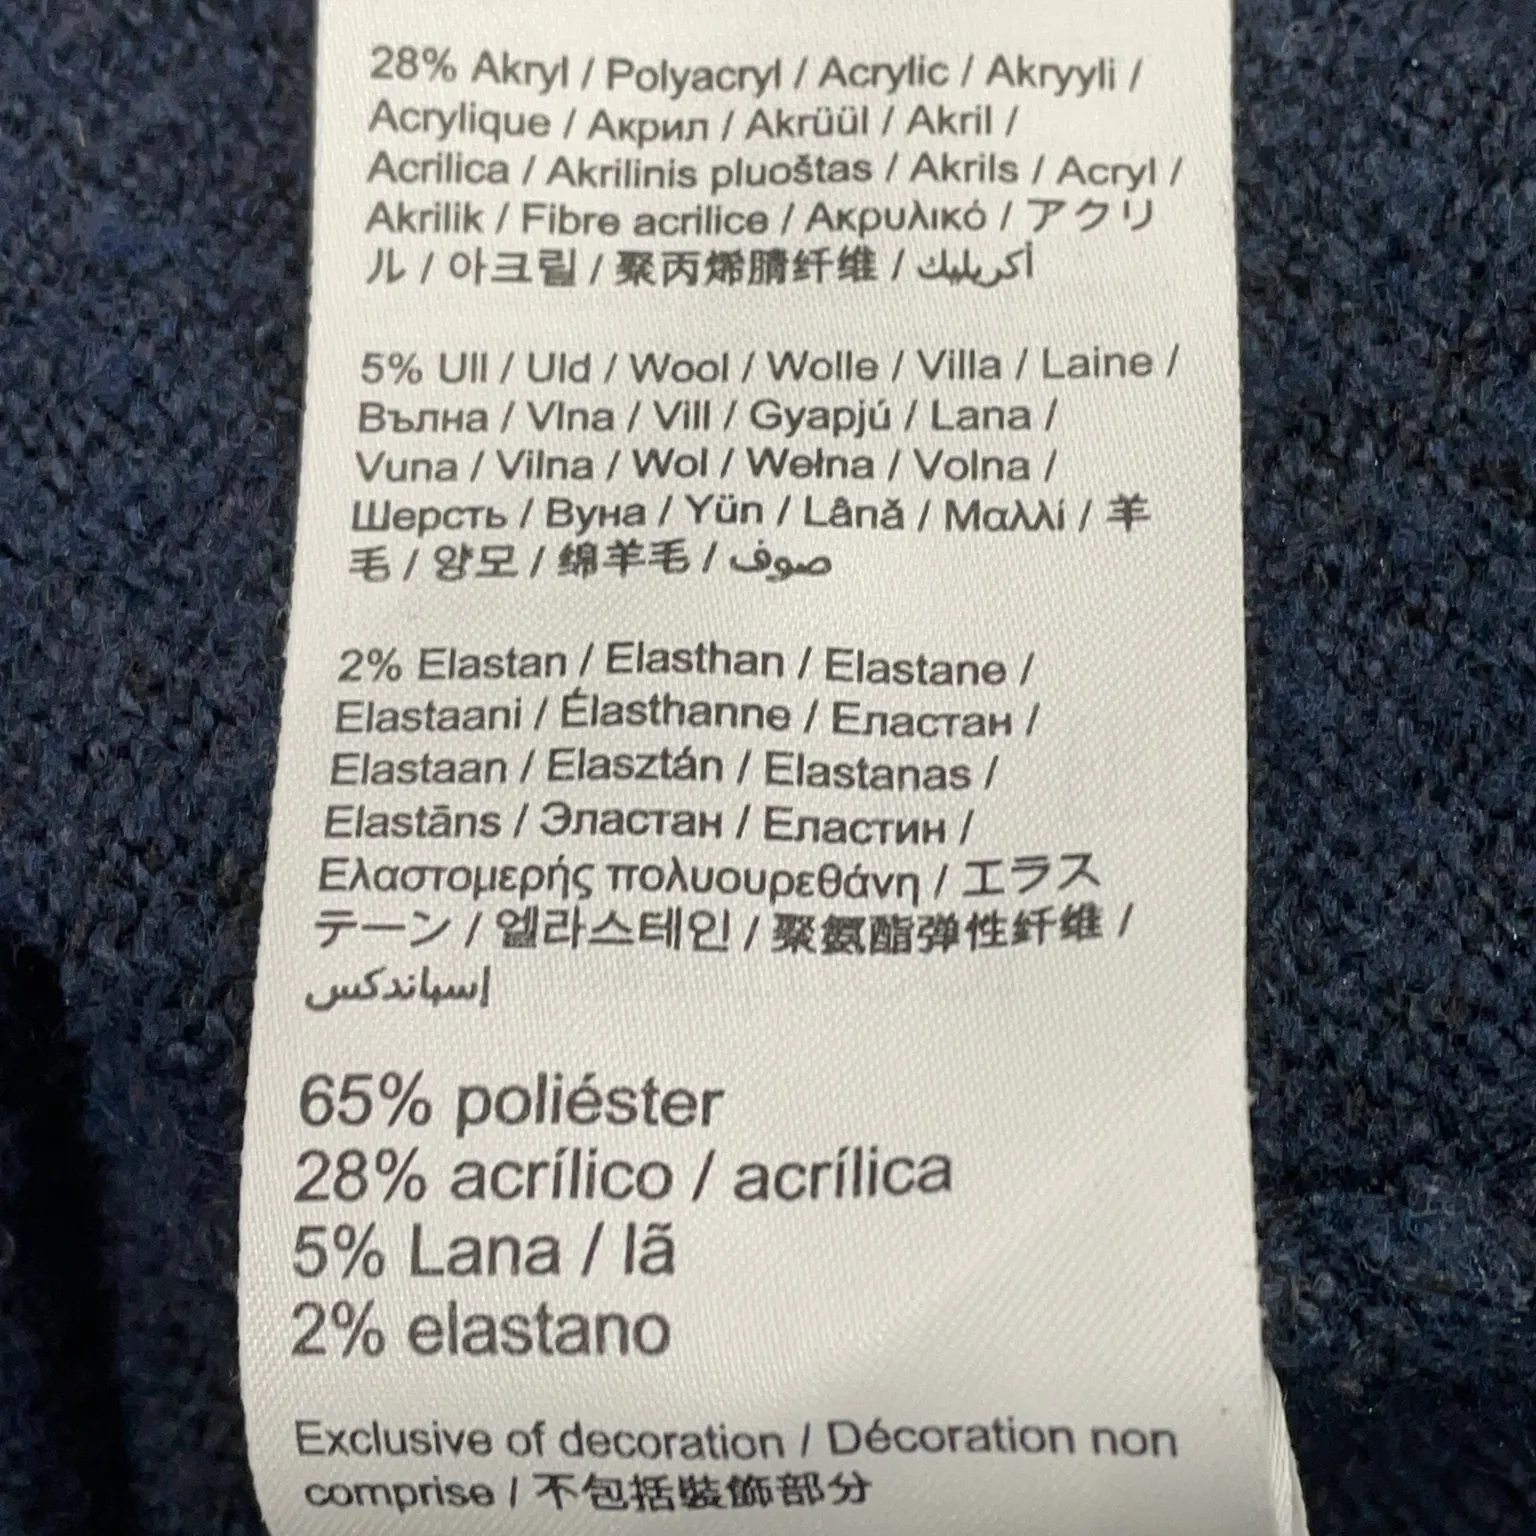 28% Akryl / Polyacryl / Acrylic / Akryyli /
Acrylique / Акрил / Akrüül / Akril /
Acrilica / Akrilinis pluoštas / Akrils / Acryl /
Akrilik / Fibre acrilice / Ακρυλικό / アクリ
ル / 아크릴 / 聚丙烯腈纤维 / أكريليك
5% Ull / Uld / Wool / Wolle / Villa / Laine /
Вълна / Vlna / Vill / Gyapjú / Lana /
Vuna / Vilna / Wol / Wełna / Volna /
Шерсть / Вуна / Yün / Lână / Μαλλί / 羊
毛 / 양모 / 绵羊毛 / صوف
2% Elastan / Elasthan / Elastane /
Elastaani / Élasthanne / Еластан /
Elastaan / Elasztán / Elastanas /
Elastāns / Эластан / Еластин /
Ελαστομερής πολυουρεθάνη / エラス
テーン / 엘라스테인 / 聚氨酯弹性纤维 /
إسباندكس
65% poliéster
28% acrílico / acrílica
5% Lana / lã
2% elastano
Exclusive of decoration / Décoration non
comprise / 不包括裝飾部分